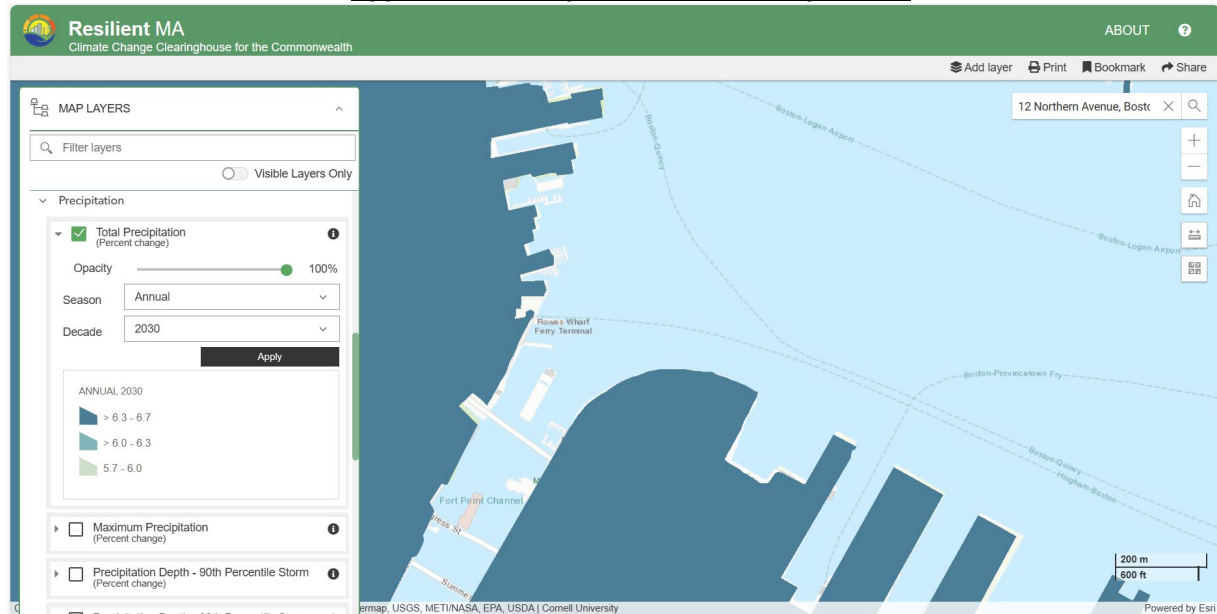 Resilient MA
Climate Change Clearinghouse for the Commonwealth
ABOUT
Add layer Print Bookmark Share
MAP LAYERS
12 Northern Avenue, Bostc
Filter layers
Visible Layers Only
Precipitation
Total Precipitation
(Percent change)
Opacity 100%
Season Annual
Decade 2030
Apply
ANNUAL 2030
> 6.3 - 6.7
> 6.0 - 6.3
5.7 - 6.0
Maximum Precipitation
(Percent change)
Precipitation Depth - 90th Percentile Storm
(Percent change)
Boston-Logan Airport
Boston-Quincy
Boston-Logan Airport
Rowes Wharf
Ferry Terminal
Boston-Provincetown Fry
Boston-Quincy
Hingham-Boston
Fort Point Channel
200 m
600 ft
USGS, METI/NASA, EPA, USDA | Cornell University
Powered by Esri